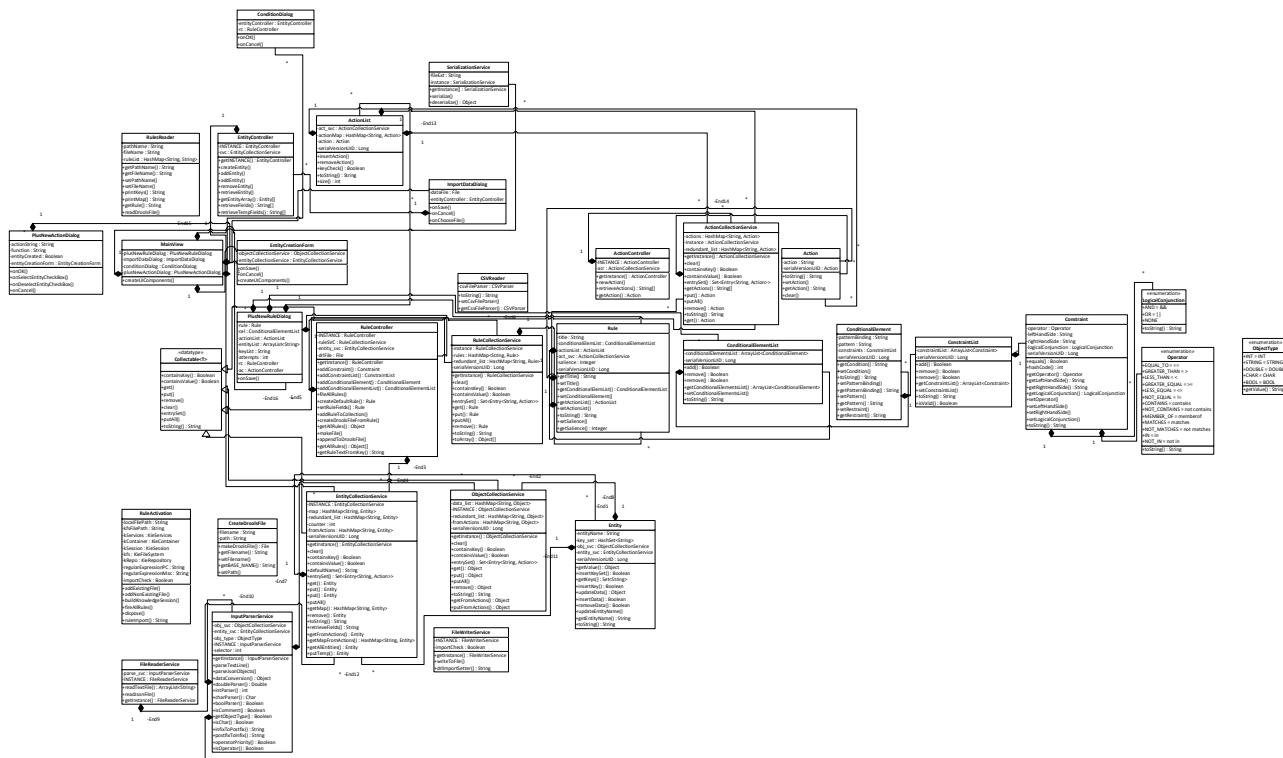 ConditionDialog
-entityController : EntityController
-rc : RuleController
+onOK()
+onCancel()
SerializationService
-fileExt : String
-instance : SerializationService
+getInstance() : SerializationService
+serialize()
+deserialize() : Object
ActionList
-act_svc : ActionCollectionService
-actionMap : HashMap<String, Action>
-action : Action
-serialVersionUID : Long
+insertAction()
+removeAction()
+keyCheck() : Boolean
+toString() : String
+size() : int
RulesReader
-pathName : String
-fileName : String
-ruleList : HashMap<String, String>
+getPathName() : String
+getFileName() : String
+setPathName()
+setFileName()
+printKeys() : String
+printMap() : String
+getRule() : String
+readDroolsFile()
EntityController
-INSTANCE : EntityController
-svc : EntityCollectionService
+getINSTANCE() : EntityController
+createEntity()
+addEntity()
+addEntity()
+removeEntity()
+retrieveEntity()
+getEntityArray() : Entity[]
+retrieveFields() : String[]
+retrieveTempFields() : String[]
ImportDataDialog
-dataFile : File
-entityController : EntityController
+onSave()
+onCancel()
+onChooseFile()
PlusNewActionDialog
-actionString : String
-function : String
-entityCreated : Boolean
-entityCreationForm : EntityCreationForm
+onOK()
+onSelectEntityCheckBox()
+onDeselectEntityCheckBox()
+onCancel()
MainView
-plusNewRuleDialog : PlusNewRuleDialog
-importDataDialog : ImportDataDialog
-conditionDialog : ConditionDialog
-plusNewActionDialog : PlusNewActionDialog
+createUIComponents()
EntityCreationForm
-objectCollectionService : ObjectCollectionService
-entityCollectionService : EntityCollectionService
+onSave()
+onCancel()
+createUIComponents()
CSVReader
-csvFileParser : CSVParser
+toString() : String
+setCsvFileParser()
+getCsvFileParser() : CSVParser
ActionController
-INSTANCE : ActionController
-act : ActionCollectionService
+getInstance() : ActionController
+newAction()
+retrieveActions() : String[]
+getAction() : Action
ActionCollectionService
-actions : HashMap<String, Action>
-instance : ActionCollectionService
-redundant_list : HashMap<String, Action>
+getInstance() : ActionCollectionService
+clear()
+containsKey() : Boolean
+containsValue() : Boolean
+entrySet() : Set<Entry<String, Action>>
+getActions() : String[]
+put() : Action
+putAll()
+remove() : Action
+toString() : String
+get() : Action
Action
-action : String
-serialVersionUID : Action
+toString() : String
+setAction()
+getAction() : String
+clear()
PlusNewRuleDialog
-rule : Rule
-cel : ConditionalElementList
-actionList : ActionList
-entityList : ArrayList<String>
-keyList : String
-attempts : int
-rc : RuleController
-ac : ActionController
+onSave()
«datatype»
Collectable<T>
+containsKey() : Boolean
+containsValue() : Boolean
+get()
+put()
+remove()
+clear()
+entrySet()
+putAll()
+toString() : String
RuleController
-INSTANCE : RuleController
-ruleSVC : RuleCollectionService
-entity_svc : EntityCollectionService
-drlFile : File
+getInstance() : RuleController
+addConstraint() : Constraint
+addConstraintList() : ConstraintList
+addConditionalElement() : ConditionalElement
+addConditionalElementList() : ConditionalElementList
+fireAllRules()
+createDefaultRule() : Rule
+setRuleFields() : Rule
+addRuleToCollection()
+createDroolsFileFromRule()
+getAllRules() : Object
+makeFile()
+appendToDroolsFile()
+getAllRules() : Object[]
+getRuleTextFromKey() : String
RuleCollectionService
-instance : RuleCollectionService
-rules : HashMap<String, Rule>
-redundant_list : HashMap<String, Rule>
-serialVersionUID : Long
+getInstance() : RuleCollectionService
+clear()
+containsKey() : Boolean
+containsValue() : Boolean
+entrySet() : Set<Entry<String, Action>>
+get() : Rule
+put() : Rule
+putAll()
+remove() : Rule
+toString() : String
+toArray() : Object[]
Rule
-title : String
-conditionalElementList : ConditionalElementList
-actionList : ActionList
-act_svc : ActionCollectionService
-salience : Integer
-serialVersionUID : Long
+getTitle() : String
+setTitle()
+getConditionalElementList() : ConditionalElementList
+setConditionalElement()
+getActionList() : ActionList
+setActionList()
+toString() : String
+setSalience()
+getSalience() : Integer
ConditionalElementList
-conditionalElementList : ArrayList<ConditionalElement>
-serialVersionUID : Long
+add() : Boolean
+remove() : Boolean
+remove() : Boolean
+getConditionalElementsList() : ArrayList<ConditionalElement>
+setConditionalElementsList()
+toString() : String
ConditionalElement
-patternBinding : String
-pattern : String
-constraints : ConstraintList
-serialVersionUID : Long
+getCondition() : String
+setCondition()
+toString() : String
+setPatternBinding()
+getPatternBinding() : String
+setPattern()
+getPattern() : String
+setRestraint()
+getRestraint() : String
ConstraintList
-constraintList : ArrayList<Constraint>
-serialVersionUID : Long
+add() : Boolean
+remove() : Boolean
+remove() : Constraint
+getConstraintList() : ArrayList<Constraint>
+setConstraintList()
+toString() : String
+isValid() : Boolean
Constraint
-operator : Operator
-leftHandSide : String
-rightHandSide : String
-logicalConjunction : LogicalConjunction
-serialVersionUID : Long
+equals() : Boolean
+hashCode() : int
+getOperator() : Operator
+getLeftHandSide() : String
+getRightHandSide() : String
+getLogicalConjunction() : LogicalConjunction
+setOperator()
+setLeftHandSide()
+setRightHandSide()
+setLogicalConjunction()
+toString() : String
«enumeration»
LogicalConjunction
+AND = &&
+OR = ||
+NONE
+toString() : String
«enumeration»
Operator
+EQUAL_TO = ==
+GREATER_THAN = >
+LESS_THAN = <
+GREATER_EQUAL = >=
+LESS_EQUAL = <=
+NOT_EQUAL = !=
+CONTAINS = contains
+NOT_CONTAINS = not contains
+MEMBER_OF = memberof
+MATCHES = matches
+NOT_MATCHES = not matches
+IN = in
+NOT_IN = not in
+toString() : String
«enumeration»
ObjectType
+INT = INT
+STRING = STRING
+DOUBLE = DOUBLE
+CHAR = CHAR
+BOOL = BOOL
+getValue() : String
RuleActivation
-localFilePath : String
-kfsFilePath : String
-kServices : KieServices
-kContainer : KieContainer
-kSession : KieSession
-kfs : KieFileSystem
-kRepo : KieRepository
-regularExpressionPC : String
-regularExpressionMac : String
-importCheck : Boolean
+addExistingFile()
+addNonExistingFile()
+buildKnowledgeSession()
+fireAllRules()
+dispose()
+ruleImport() : String
CreateDroolsFile
-filename : String
-path : String
+makeDroolsFile() : File
+getFilename() : String
+setFilename()
+getBASE_NAME() : String
+setPath()
EntityCollectionService
-INSTANCE : EntityCollectionService
-map : HashMap<String, Entity>
-redundant_list : HashMap<String, Entity>
-counter : int
-fromActions : HashMap<String, Entity>
-serialVersionUID : Long
+getInstance() : EntityCollectionService
+clear()
+containsKey() : Boolean
+containsValue() : Boolean
+defaultName() : String
+entrySet() : Set<Entry<String, Action>>
+get() : Entity
+put() : Entity
+put() : Entity
+putAll()
+getMap() : HashMap<String, Entity>
+remove() : Entity
+toString() : String
+retrieveFields() : String
+getFromActions() : Entity
+getMapFromActions() : HashMap<String, Entity>
+getAllEntities() : Entity
+putTemp() : Entity
ObjectCollectionService
-data_list : HashMap<String, Object>
-INSTANCE : ObjectCollectionService
-redundant_list : HashMap<String, Object>
-fromActions : HashMap<String, Object>
-serialVersionUID : Long
+getInstance() : ObjectCollectionService
+clear()
+containsKey() : Boolean
+containsValue() : Boolean
+entrySet() : Set<Entry<String, Action>>
+get() : Object
+put() : Object
+putAll()
+remove() : Object
+toString() : String
+getFromActions() : Object
+putFromActions() : Object
Entity
-entityName : String
-key_set : HashSet<String>
-obj_svc : ObjectCollectionService
-entity_svc : EntityCollectionService
-serialVersionUID : Long
+getValue() : Object
+insertKeySet() : Boolean
+getKeys() : Set<String>
+insertKey() : Boolean
+updateData() : Object
+insertData() : Boolean
+removeData() : Boolean
+updateEntityName()
+getEntityName() : String
+toString() : String
InputParserService
-obj_svc : ObjectCollectionService
-entity_svc : EntityCollectionService
-obj_type : ObjectType
-INSTANCE : InputParserService
-selector : int
+getInstance() : InputParserService
+parseTextLine()
+parseJsonObjects()
+dataConversion() : Object
+doubleParser() : Double
+intParser() : int
+charParser() : Char
+boolParser() : Boolean
+isComment() : Boolean
+getObjectType() : Boolean
+isChar() : Boolean
+infixToPostfix() : String
+postfixToInfix() : String
+operatorPriority() : Boolean
+isOperator() : Boolean
FileWriterService
-INSTANCE : FileWriterService
-importCheck : Boolean
+getInstance() : FileWriterService
+writeToFile()
+drlImportSetter() : String
FileReaderService
-parse_svc : InputParserService
-INSTANCE : FileReaderService
+readTextFile() : ArrayList<String>
+readJsonFile()
+getInstance() : FileReaderService
-End13
-End14
-End15
-End16
-End5
-End3
-End2
-End8
-End1
-End11
-End7
-End10
-End12
-End9